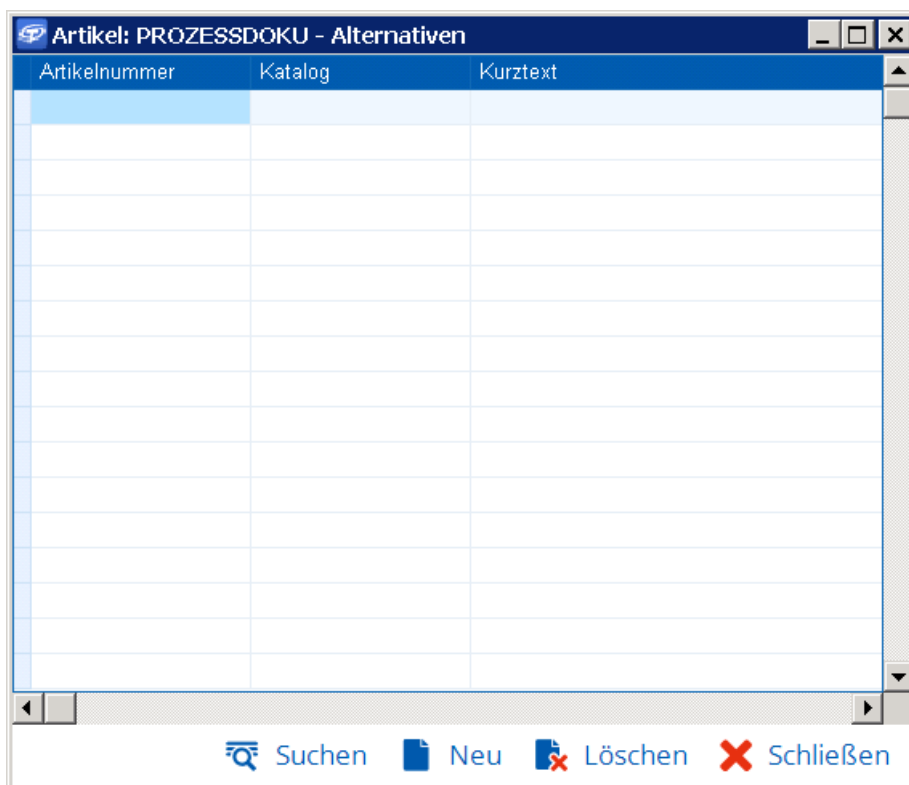 Artikel: PROZESSDOKU - Alternativen
Artikelnummer Katalog Kurztext
Suchen Neu Löschen Schließen